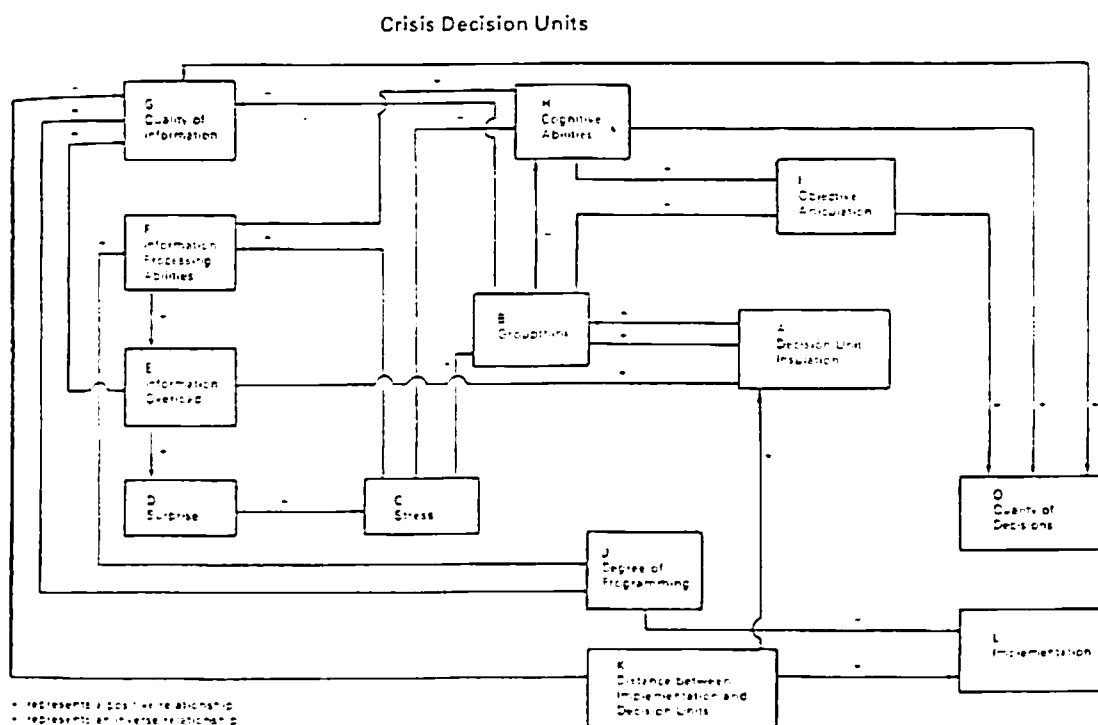 Crisis Decision Units
G
Quality of
Information
H
Cognitive
Abilities
I
Objective
Articulation
F
Information
Processing
Abilities
B
Groupthink
A
Decision Unit
Insulation
E
Information
Overload
D
Surprise
C
Stress
O
Quality of
Decisions
J
Degree of
Programming
L
Implementation
K
Distance between
Implementation and
Decision Units
represents a positive relationship
represents an inverse relationship